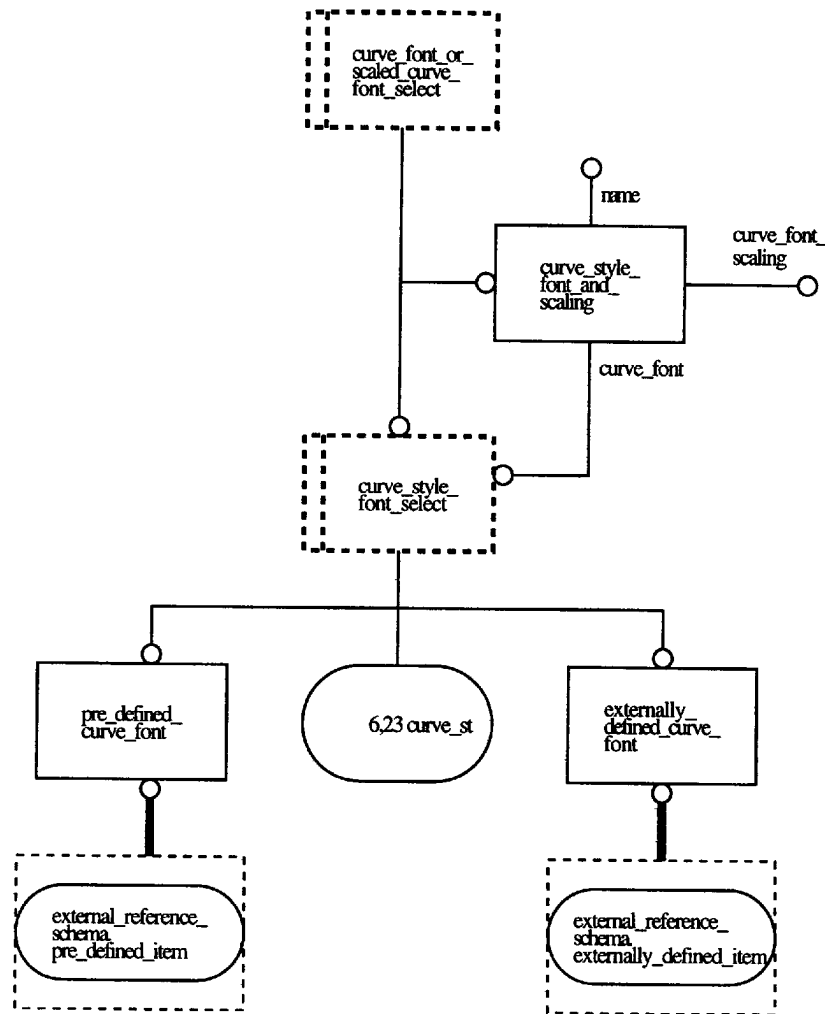 curve_font_or_
scaled_curve_
font_select
name
curve_font_
scaling
curve_style_
font_and_
scaling
curve_font
curve_style_
font_select
pre_defined_
curve_font
6,23 curve_st
externally_
defined_curve_
font
external_reference_
schema.
pre_defined_item
external_reference_
schema.
externally_defined_item